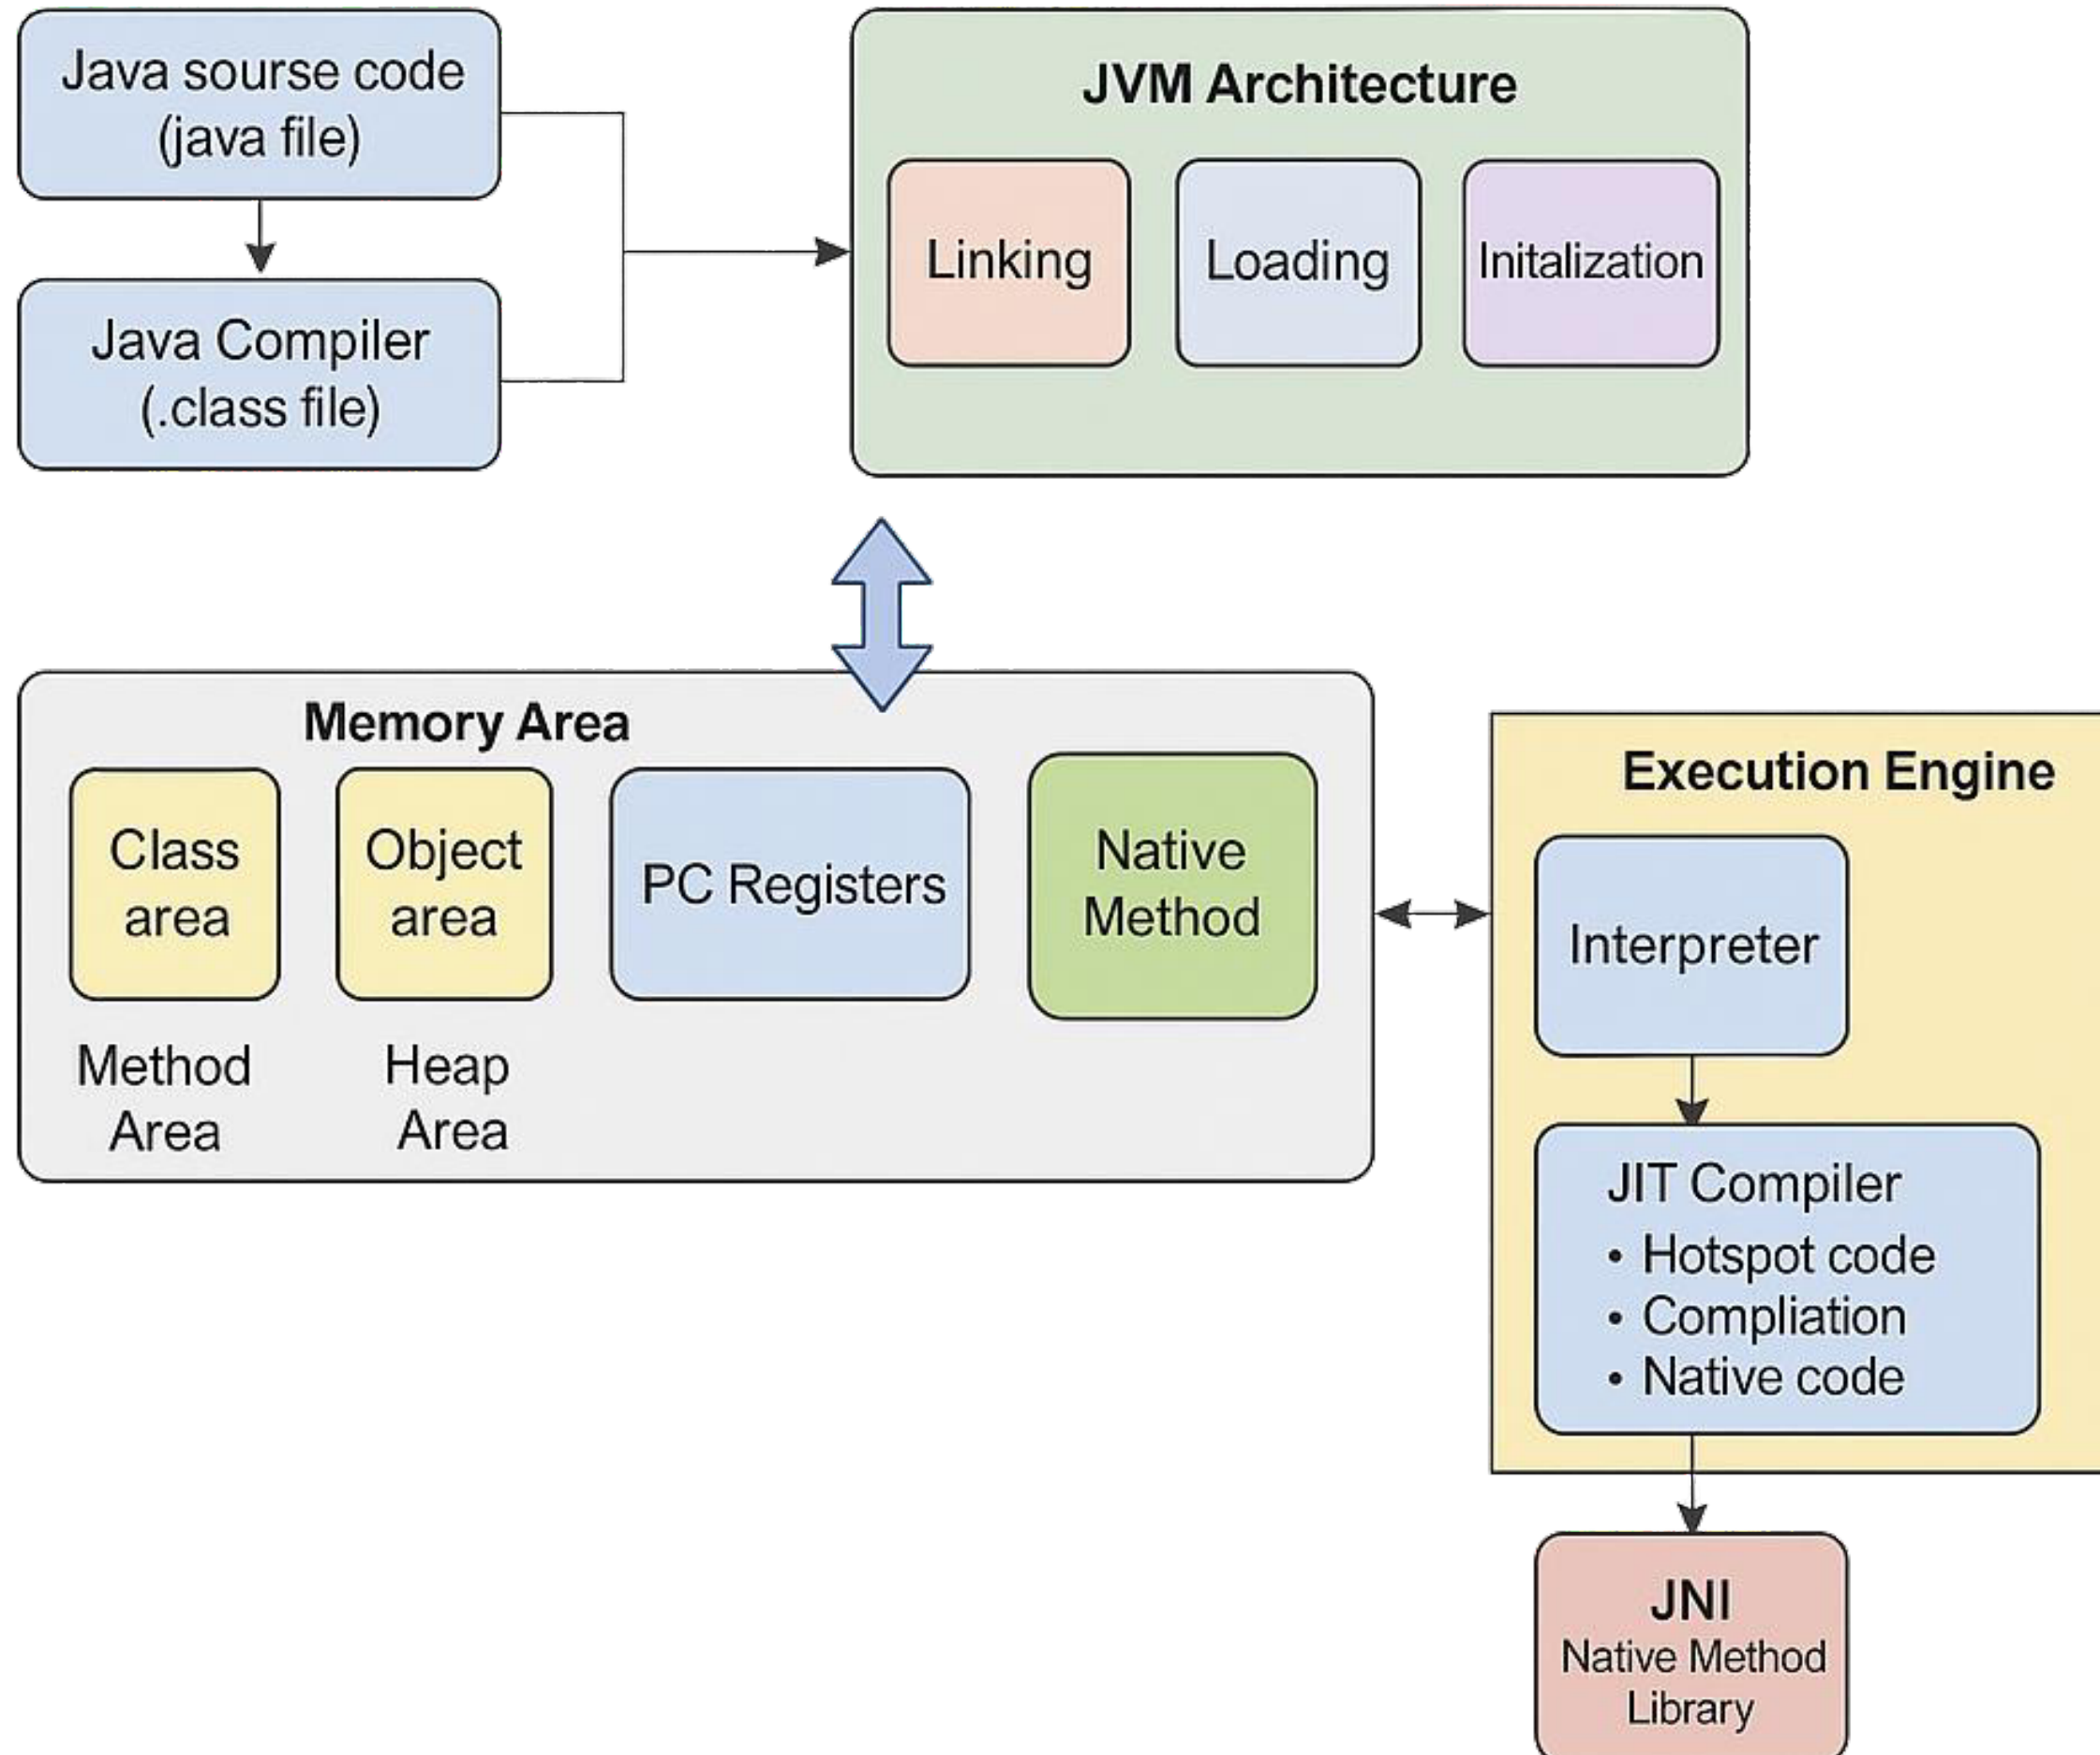 Java sourse code
(java file)
Java Compiler
(.class file)
JVM Architecture
Linking
Loading
Initalization
Memory Area
Class
area
Object
area
PC Registers
Native
Method
Method
Area
Heap
Area
Execution Engine
Interpreter
JIT Compiler
• Hotspot code
• Compliation
• Native code
JNI
Native Method
Library